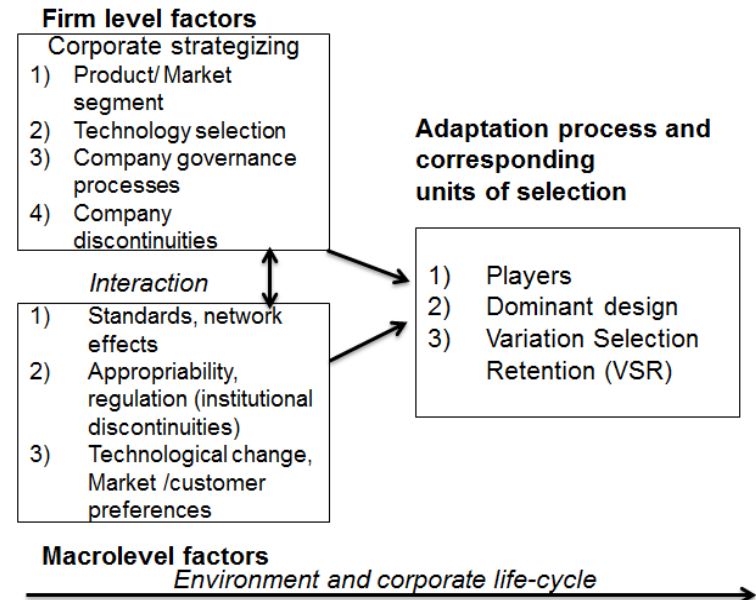 Firm level factors
Corporate strategizing
1) Product/ Market
segment
2) Technology selection
3) Company governance
processes
4) Company
discontinuities
Interaction
1) Standards, network
effects
2) Appropriability,
regulation (institutional
discontinuities)
3) Technological change,
Market /customer
preferences
Macrolevel factors
Adaptation process and
corresponding
units of selection
1) Players
2) Dominant design
3) Variation Selection
Retention (VSR)
Environment and corporate life-cycle